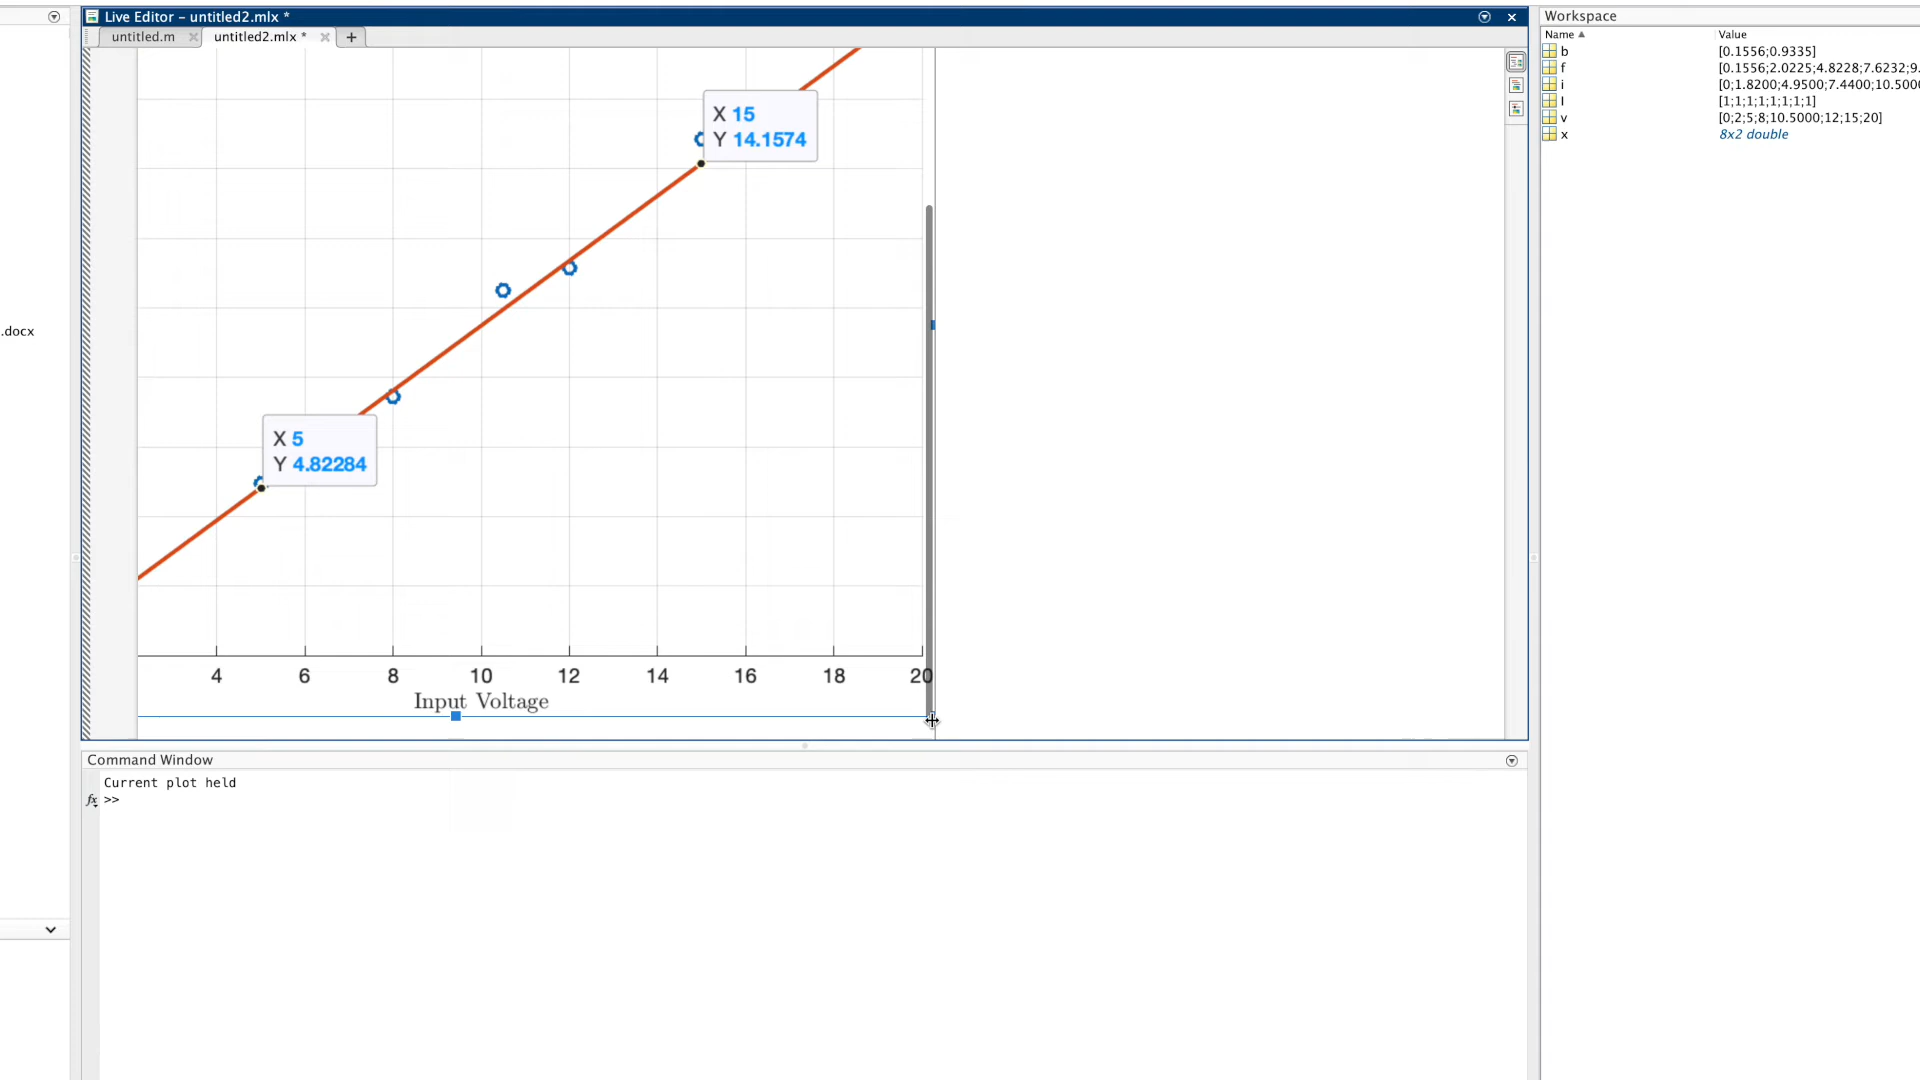 Live Editor – untitled2.mlx *
untitled.m
untitled2.mlx *
+
X 15
Y 14.1574
X 5
Y 4.82284
4 6 8 10 12 14 16 18 20
Input Voltage
.docx
Command Window
Current plot held
fx >>
Workspace
Name Value
b [0.1556;0.9335]
f [0.1556;2.0225;4.8228;7.6232;9.
i [0;1.8200;4.9500;7.4400;10.5000
l [1;1;1;1;1;1;1;1]
v [0;2;5;8;10.5000;12;15;20]
x 8x2 double